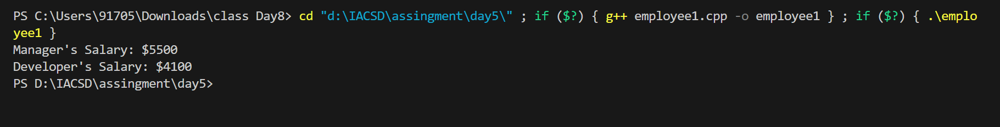 PS C:\Users\91705\Downloads\class Day8> cd "d:\IACSD\assingment\day5\" ; if ($?) { g++ employee1.cpp -o employee1 } ; if ($?) { .\emplo
yee1 }
Manager's Salary: $5500
Developer's Salary: $4100
PS D:\IACSD\assingment\day5>